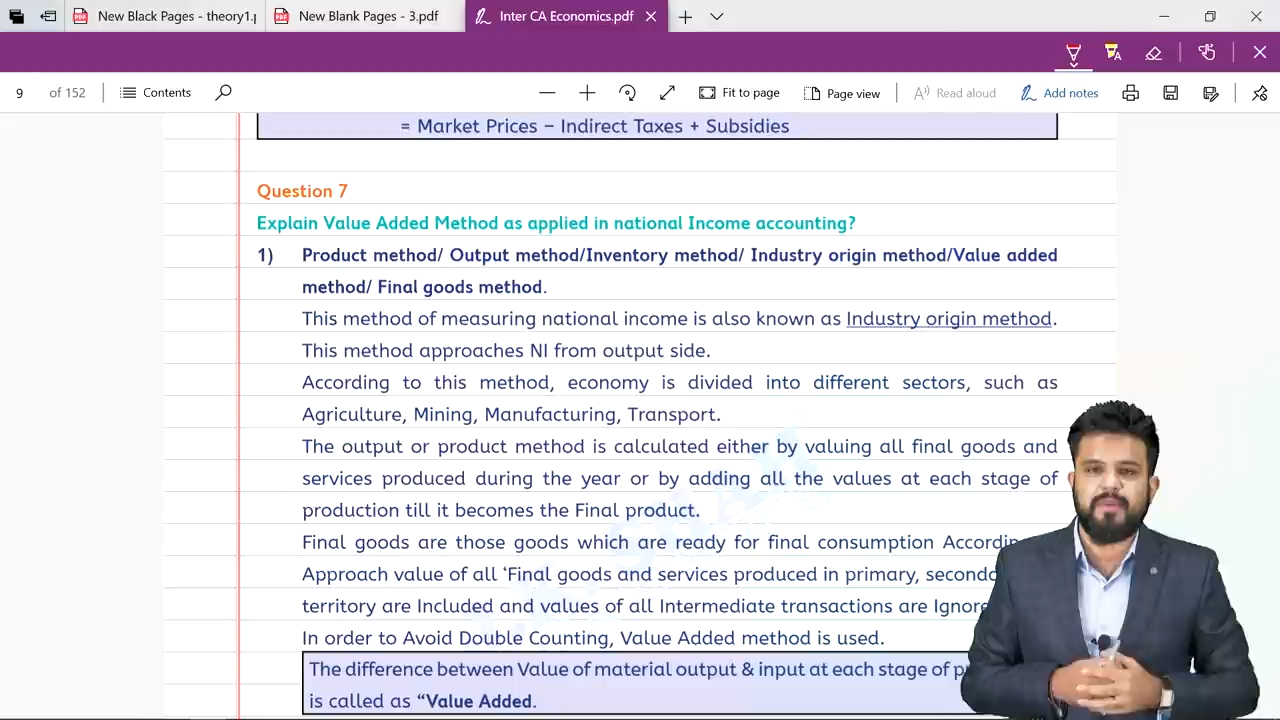 New Black Pages - theory1.p
New Blank Pages - 3.pdf
Inter CA Economics.pdf
9 of 152
Contents
Fit to page
Page view
Read aloud
Add notes
= Market Prices – Indirect Taxes + Subsidies
Question 7
Explain Value Added Method as applied in national Income accounting?
1) Product method/ Output method/Inventory method/ Industry origin method/Value added
method/ Final goods method.
This method of measuring national income is also known as Industry origin method.
This method approaches NI from output side.
According to this method, economy is divided into different sectors, such as
Agriculture, Mining, Manufacturing, Transport.
The output or product method is calculated either by valuing all final goods and
services produced during the year or by adding all the values at each stage of
production till it becomes the Final product.
Final goods are those goods which are ready for final consumption
Approach value of all ‘Final goods and services produced in primary,
territory are Included and values of all Intermediate transactions are
In order to Avoid Double Counting, Value Added method is used.
The difference between Value of material output & input at each stage of
is called as “Value Added.